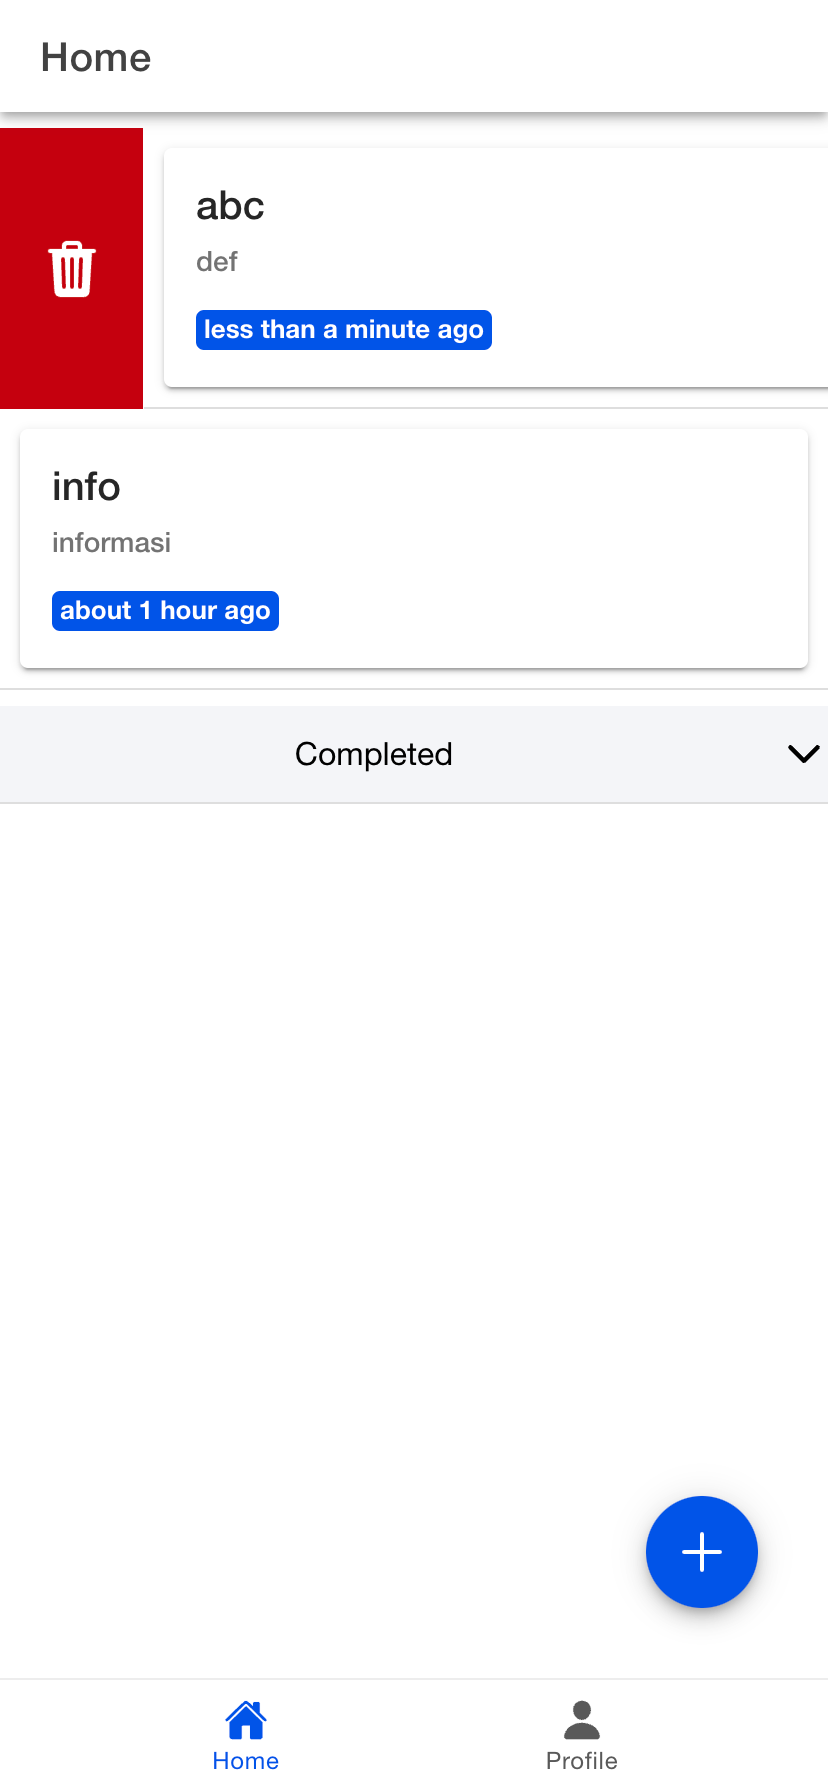 Home
abc
def
less than a minute ago
info
informasi
about 1 hour ago
Completed
Home
Profile